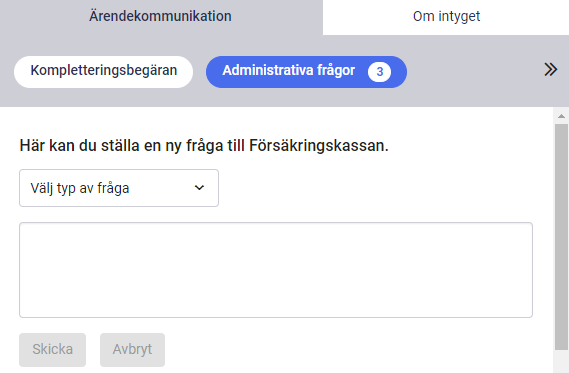 Ärendekommunikation
Om intyget
Kompletteringsbegäran
Administrativa frågor 3
Här kan du ställa en ny fråga till Försäkringskassan.
Välj typ av fråga
Skicka
Avbryt